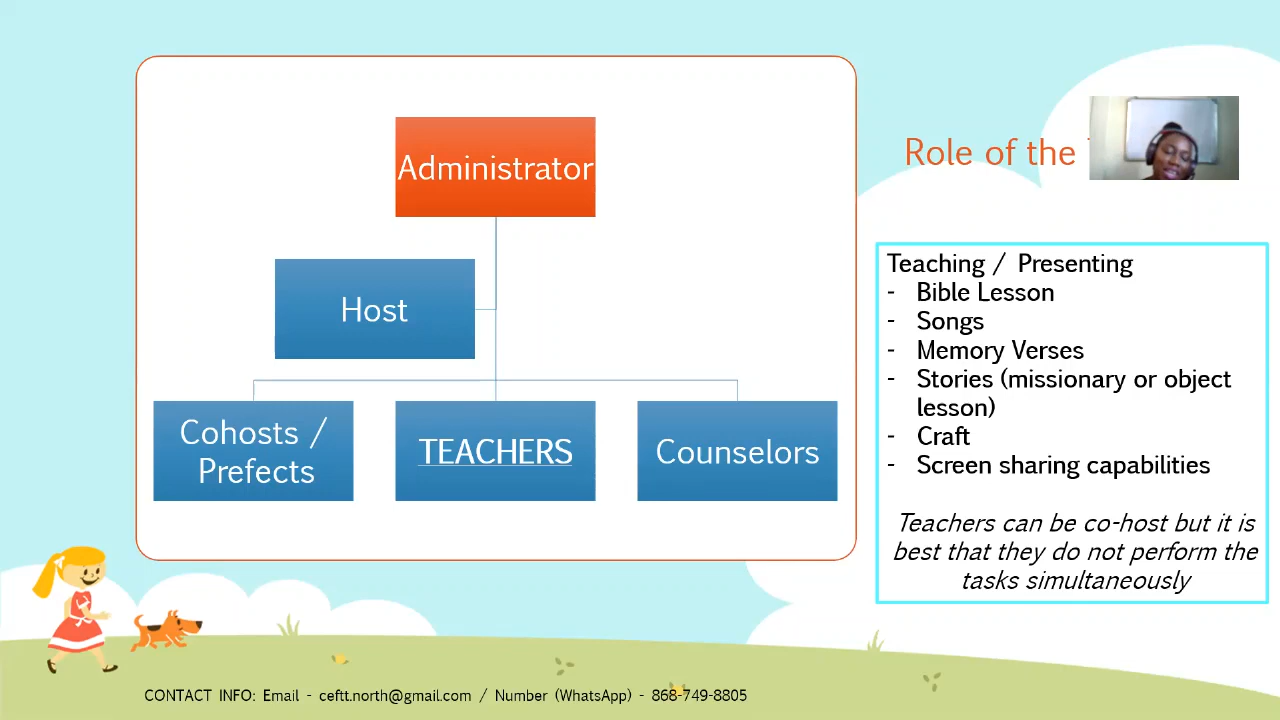 Administrator
Host
Cohosts /
Prefects
TEACHERS
Counselors
Role of the
Teaching / Presenting
- Bible Lesson
- Songs
- Memory Verses
- Stories (missionary or object
lesson)
- Craft
- Screen sharing capabilities
Teachers can be co-host but it is
best that they do not perform the
tasks simultaneously
CONTACT INFO: Email - ceftt.north@gmail.com / Number (WhatsApp) - 868-749-8805